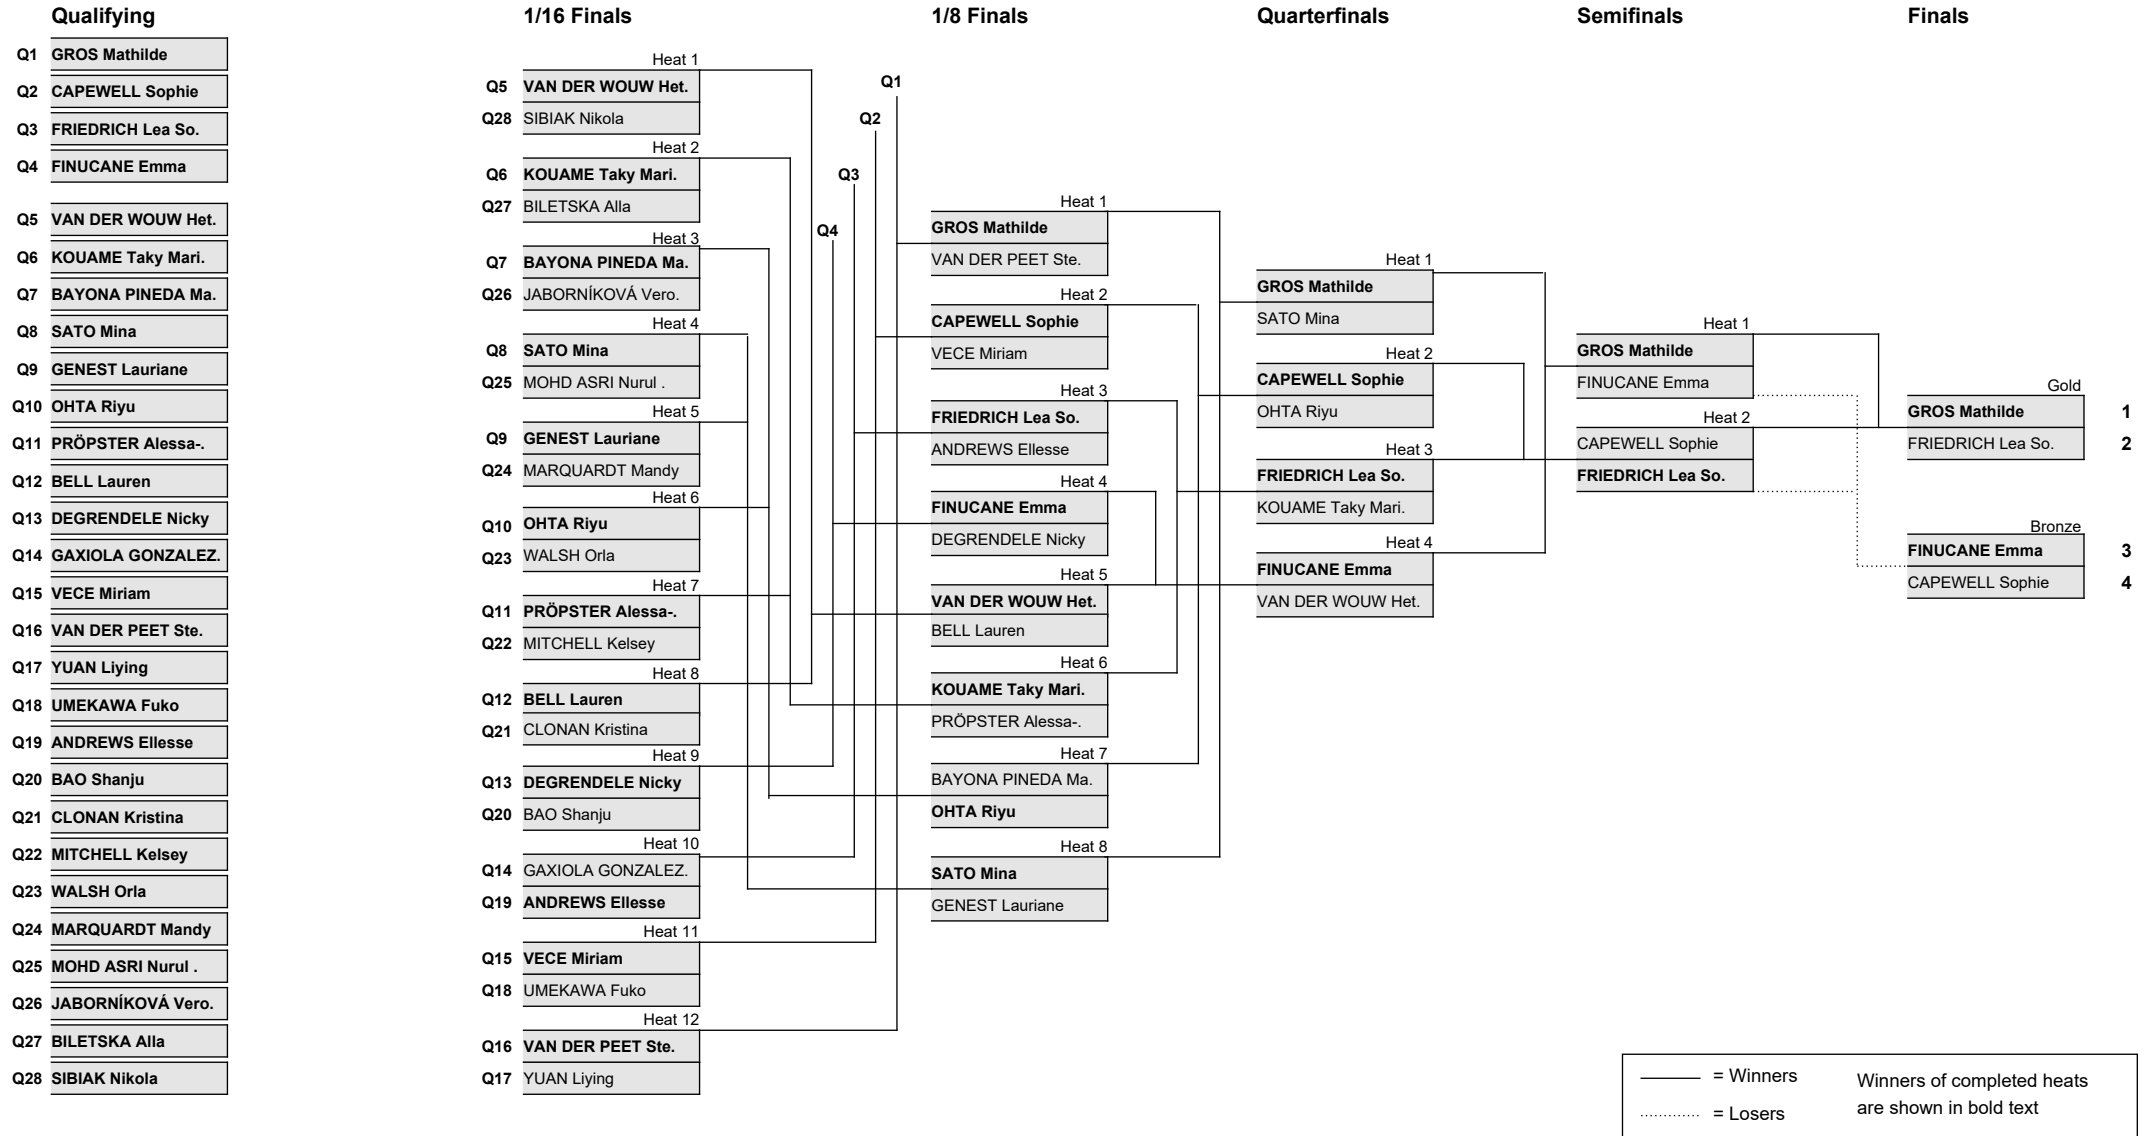 Qualifying
1/16 Finals
1/8 Finals
Quarterfinals
Semifinals
Finals
Q1 GROS Mathilde
Q2 CAPEWELL Sophie
Q3 FRIEDRICH Lea So.
Q4 FINUCANE Emma
Q5 VAN DER WOUW Het.
Q6 KOUAME Taky Mari.
Q7 BAYONA PINEDA Ma.
Q8 SATO Mina
Q9 GENEST Lauriane
Q10 OHTA Riyu
Q11 PRÖPSTER Alessa-.
Q12 BELL Lauren
Q13 DEGRENDELE Nicky
Q14 GAXIOLA GONZALEZ.
Q15 VECE Miriam
Q16 VAN DER PEET Ste.
Q17 YUAN Liying
Q18 UMEKAWA Fuko
Q19 ANDREWS Ellesse
Q20 BAO Shanju
Q21 CLONAN Kristina
Q22 MITCHELL Kelsey
Q23 WALSH Orla
Q24 MARQUARDT Mandy
Q25 MOHD ASRI Nurul .
Q26 JABORNÍKOVÁ Vero.
Q27 BILETSKA Alla
Q28 SIBIAK Nikola
Heat 1
Q5 VAN DER WOUW Het.
Q28 SIBIAK Nikola
Heat 2
Q6 KOUAME Taky Mari.
Q27 BILETSKA Alla
Heat 3
Q7 BAYONA PINEDA Ma.
Q26 JABORNÍKOVÁ Vero.
Heat 4
Q8 SATO Mina
Q25 MOHD ASRI Nurul .
Heat 5
Q9 GENEST Lauriane
Q24 MARQUARDT Mandy
Heat 6
Q10 OHTA Riyu
Q23 WALSH Orla
Heat 7
Q11 PRÖPSTER Alessa-.
Q22 MITCHELL Kelsey
Heat 8
Q12 BELL Lauren
Q21 CLONAN Kristina
Heat 9
Q13 DEGRENDELE Nicky
Q20 BAO Shanju
Heat 10
Q14 GAXIOLA GONZALEZ.
Q19 ANDREWS Ellesse
Heat 11
Q15 VECE Miriam
Q18 UMEKAWA Fuko
Heat 12
Q16 VAN DER PEET Ste.
Q17 YUAN Liying
Q1
Q2
Q3
Q4
Heat 1
GROS Mathilde
VAN DER PEET Ste.
Heat 2
CAPEWELL Sophie
VECE Miriam
Heat 3
FRIEDRICH Lea So.
ANDREWS Ellesse
Heat 4
FINUCANE Emma
DEGRENDELE Nicky
Heat 5
VAN DER WOUW Het.
BELL Lauren
Heat 6
KOUAME Taky Mari.
PRÖPSTER Alessa-.
Heat 7
BAYONA PINEDA Ma.
OHTA Riyu
Heat 8
SATO Mina
GENEST Lauriane
Heat 1
GROS Mathilde
SATO Mina
Heat 2
CAPEWELL Sophie
OHTA Riyu
Heat 3
FRIEDRICH Lea So.
KOUAME Taky Mari.
Heat 4
FINUCANE Emma
VAN DER WOUW Het.
Heat 1
GROS Mathilde
FINUCANE Emma
Heat 2
CAPEWELL Sophie
FRIEDRICH Lea So.
Gold
GROS Mathilde 1
FRIEDRICH Lea So. 2
Bronze
FINUCANE Emma 3
CAPEWELL Sophie 4
= Winners
= Losers
Winners of completed heats
are shown in bold text